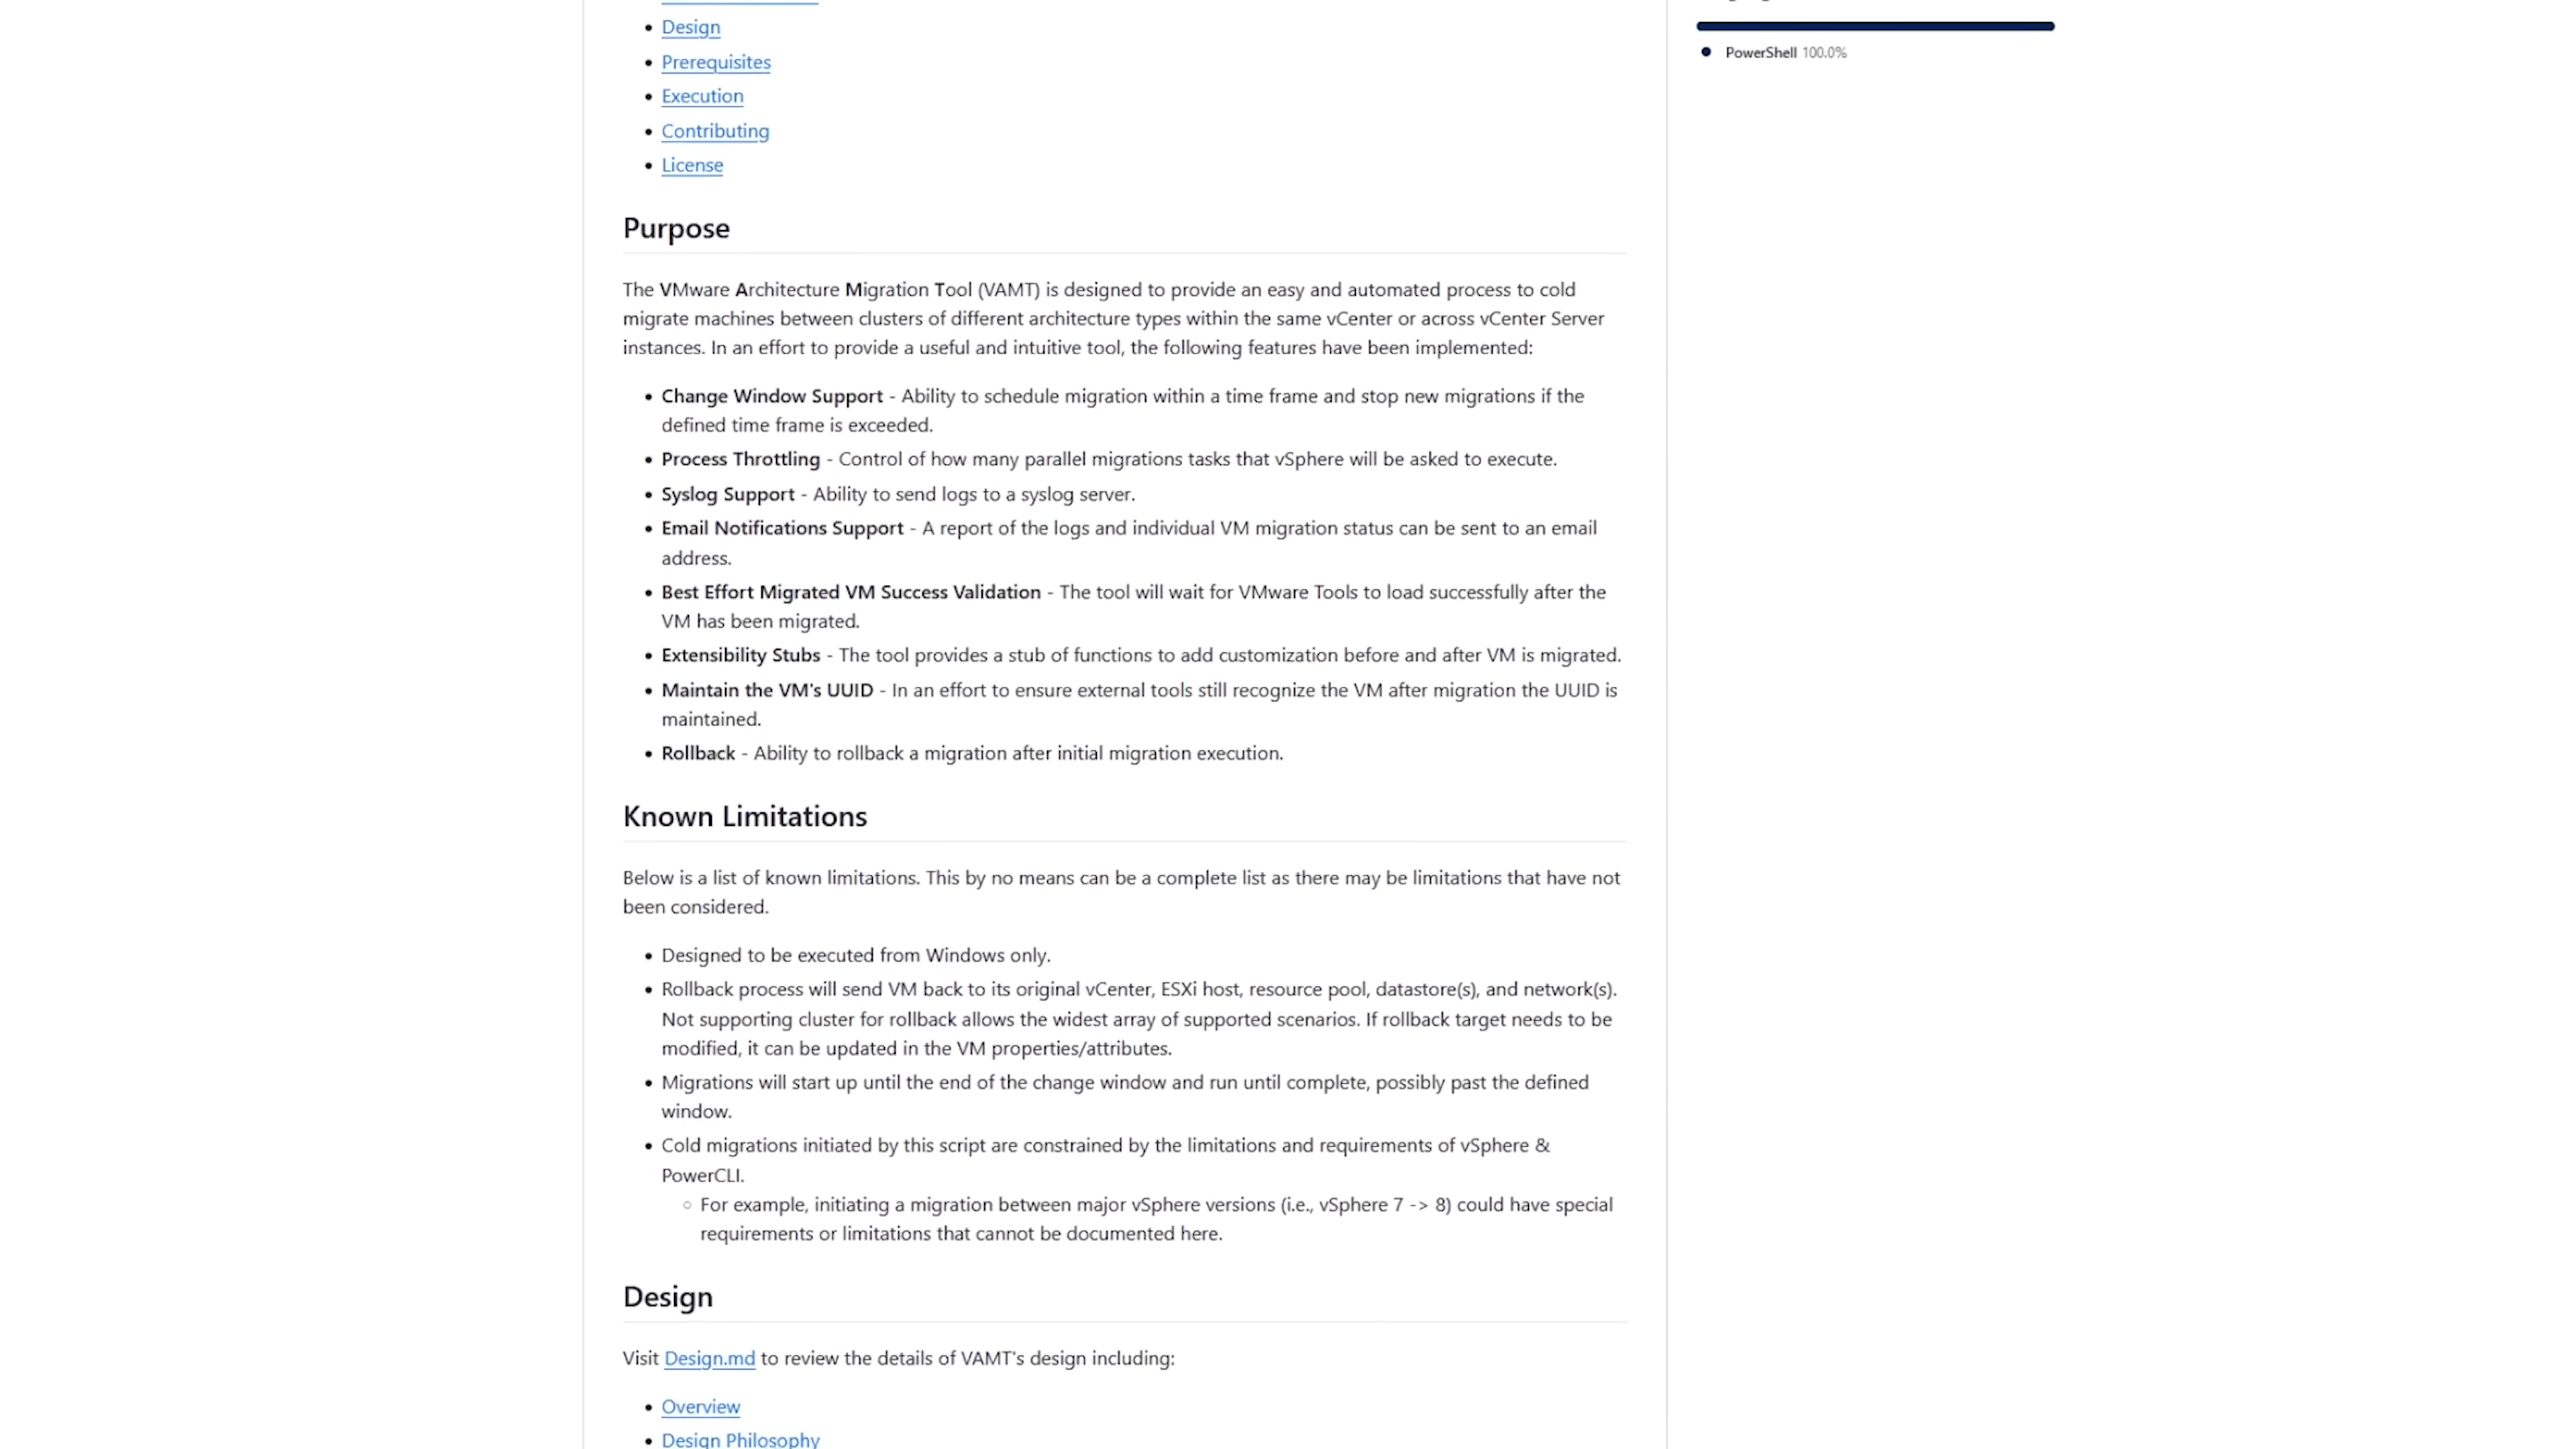 Design
Prerequisites
Execution
Contributing
License
Purpose
The VMware Architecture Migration Tool (VAMT) is designed to provide an easy and automated process to cold
migrate machines between clusters of different architecture types within the same vCenter or across vCenter Server
instances. In an effort to provide a useful and intuitive tool, the following features have been implemented:
Change Window Support - Ability to schedule migration within a time frame and stop new migrations if the
defined time frame is exceeded.
Process Throttling - Control of how many parallel migrations tasks that vSphere will be asked to execute.
Syslog Support - Ability to send logs to a syslog server.
Email Notifications Support - A report of the logs and individual VM migration status can be sent to an email
address.
Best Effort Migrated VM Success Validation - The tool will wait for VMware Tools to load successfully after the
VM has been migrated.
Extensibility Stubs - The tool provides a stub of functions to add customization before and after VM is migrated.
Maintain the VM's UUID - In an effort to ensure external tools still recognize the VM after migration the UUID is
maintained.
Rollback - Ability to rollback a migration after initial migration execution.
Known Limitations
Below is a list of known limitations. This by no means can be a complete list as there may be limitations that have not
been considered.
Designed to be executed from Windows only.
Rollback process will send VM back to its original vCenter, ESXi host, resource pool, datastore(s), and network(s).
Not supporting cluster for rollback allows the widest array of supported scenarios. If rollback target needs to be
modified, it can be updated in the VM properties/attributes.
Migrations will start up until the end of the change window and run until complete, possibly past the defined
window.
Cold migrations initiated by this script are constrained by the limitations and requirements of vSphere &
PowerCLI.
For example, initiating a migration between major vSphere versions (i.e., vSphere 7 -> 8) could have special
requirements or limitations that cannot be documented here.
Design
Visit Design.md to review the details of VAMT's design including:
Overview
Design Philosophy
PowerShell 100.0%